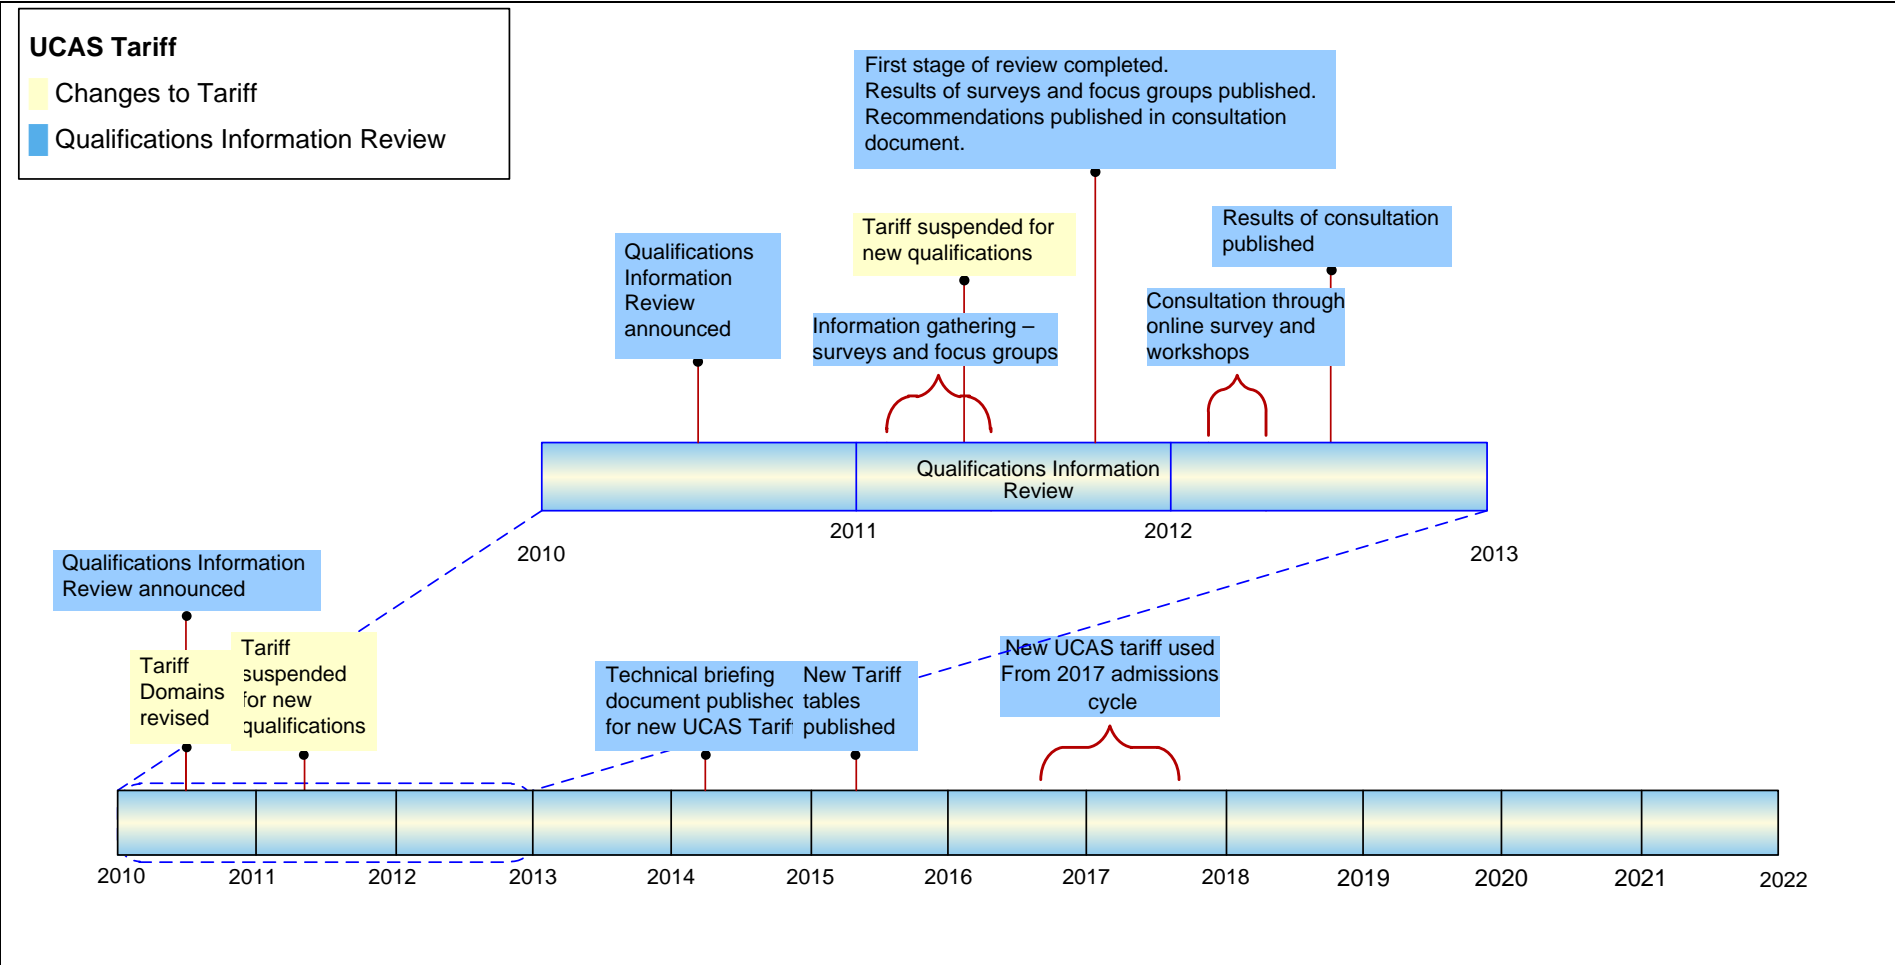 UCAS Tariff
Changes to Tariff
Qualifications Information Review
First stage of review completed.
Results of surveys and focus groups published.
Recommendations published in consultation
document.
Qualifications
Information
Review
announced
Tariff suspended for
new qualifications
Results of consultation
published
Information gathering –
surveys and focus groups
Consultation through
online survey and
workshops
Qualifications Information
Review
2010
2011
2012
2013
Qualifications Information
Review announced
Tariff
Domains
revised
Tariff
suspended
for new
qualifications
Technical briefing
document published
for new UCAS Tariff
New Tariff
tables
published
New UCAS tariff used
From 2017 admissions
cycle
2010
2011
2012
2013
2014
2015
2016
2017
2018
2019
2020
2021
2022